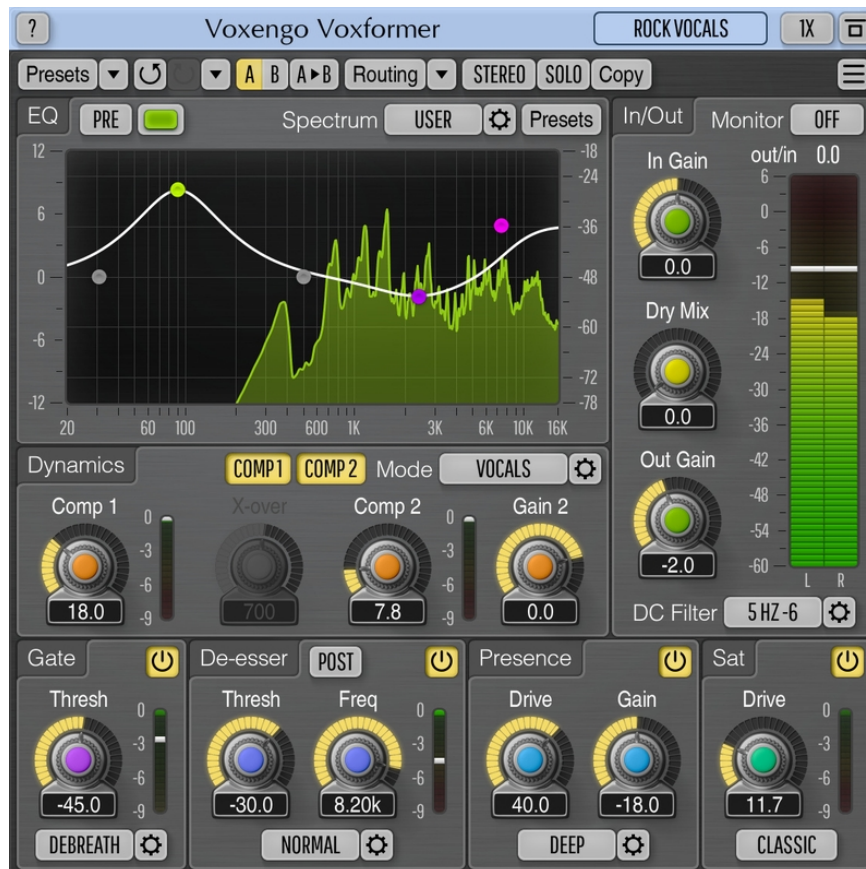 ? Voxengo Voxformer ROCK VOCALS 1X
Presets A B A▶B Routing STEREO SOLO Copy
EQ PRE Spectrum USER Presets
12 -18
-24
6 -36
0 -48
-6 -60
-72
-12 -78
20 60 100 300 600 1K 3K 6K 10K 16K
In/Out Monitor OFF
In Gain out/in 0.0
0.0
Dry Mix
0.0
Out Gain
-2.0
6
0
-6
-12
-18
-24
-30
-36
-42
-48
-54
-60
L R
DC Filter 5 HZ -6
Dynamics COMP 1 COMP 2 Mode VOCALS
Comp 1 X-over Comp 2 Gain 2
0 0
-3 -3
-6 -6
-9 -9
18.0 700 7.8 0.0
Gate
Thresh
0
-3
-6
-9
-45.0
DEBREATH
De-esser POST
Thresh Freq
0
-3
-6
-9
-30.0 8.20k
NORMAL
Presence
Drive Gain
40.0 -18.0
DEEP
Sat
Drive
0
-3
-6
-9
11.7
CLASSIC